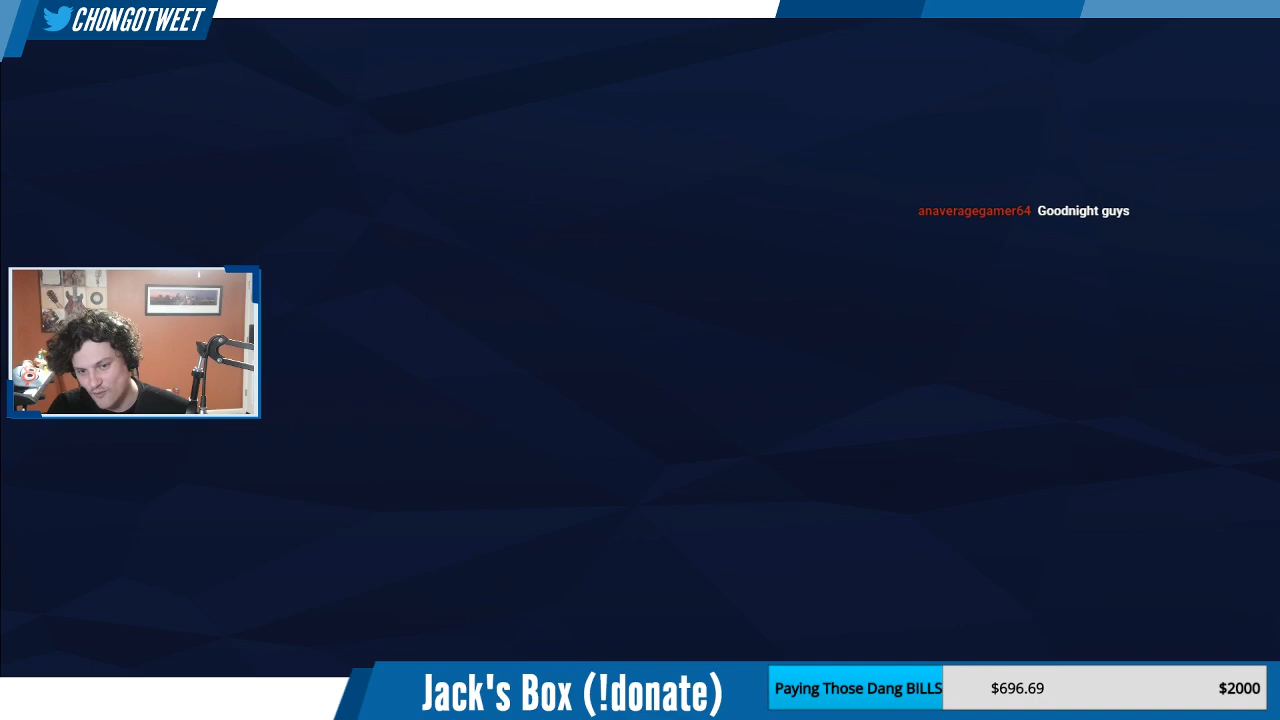 CHONGOTWEET
anaveragegamer64 Goodnight guys
Jack's Box (!donate)
Paying Those Dang BILLS $696.69 $2000